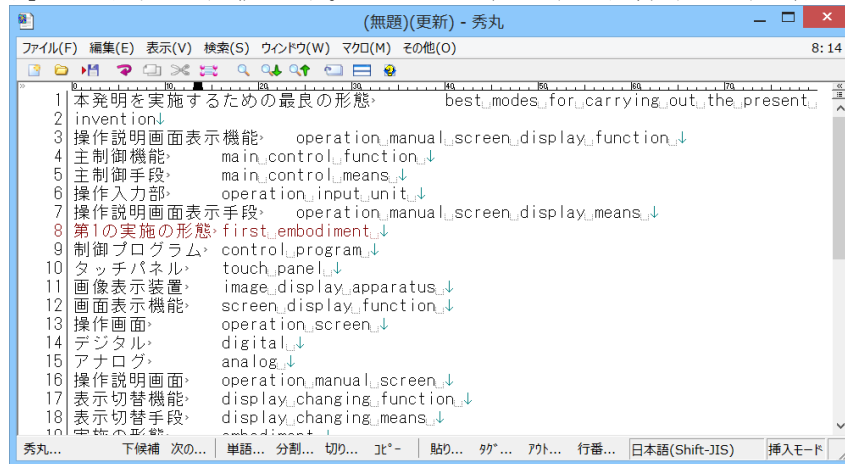 (無題)(更新) - 秀丸
ファイル(F) 編集(E) 表示(V) 検索(S) ウィンドウ(W) マクロ(M) その他(O) 8: 14
0 10 20 30 40 50 60 70
1 本発明を実施するための最良の形態 best modes for carrying out the present
2 invention↓
3 操作説明画面表示機能 operation manual screen display function ↓
4 主制御機能 main control function ↓
5 主制御手段 main control means ↓
6 操作入力部 operation input unit ↓
7 操作説明画面表示手段 operation manual screen display means ↓
8 第1の実施の形態 first embodiment ↓
9 制御プログラム control program ↓
10 タッチパネル touch panel ↓
11 画像表示装置 image display apparatus ↓
12 画面表示機能 screen display function ↓
13 操作画面 operation screen ↓
14 デジタル digital ↓
15 アナログ analog ↓
16 操作説明画面 operation manual screen ↓
17 表示切替機能 display changing function ↓
18 表示切替手段 display changing means ↓
秀丸... 下候補 次の... 単語... 分割... 切り... コピー 貼り... タグ... アウト... 行番... 日本語(Shift-JIS) 挿入モード